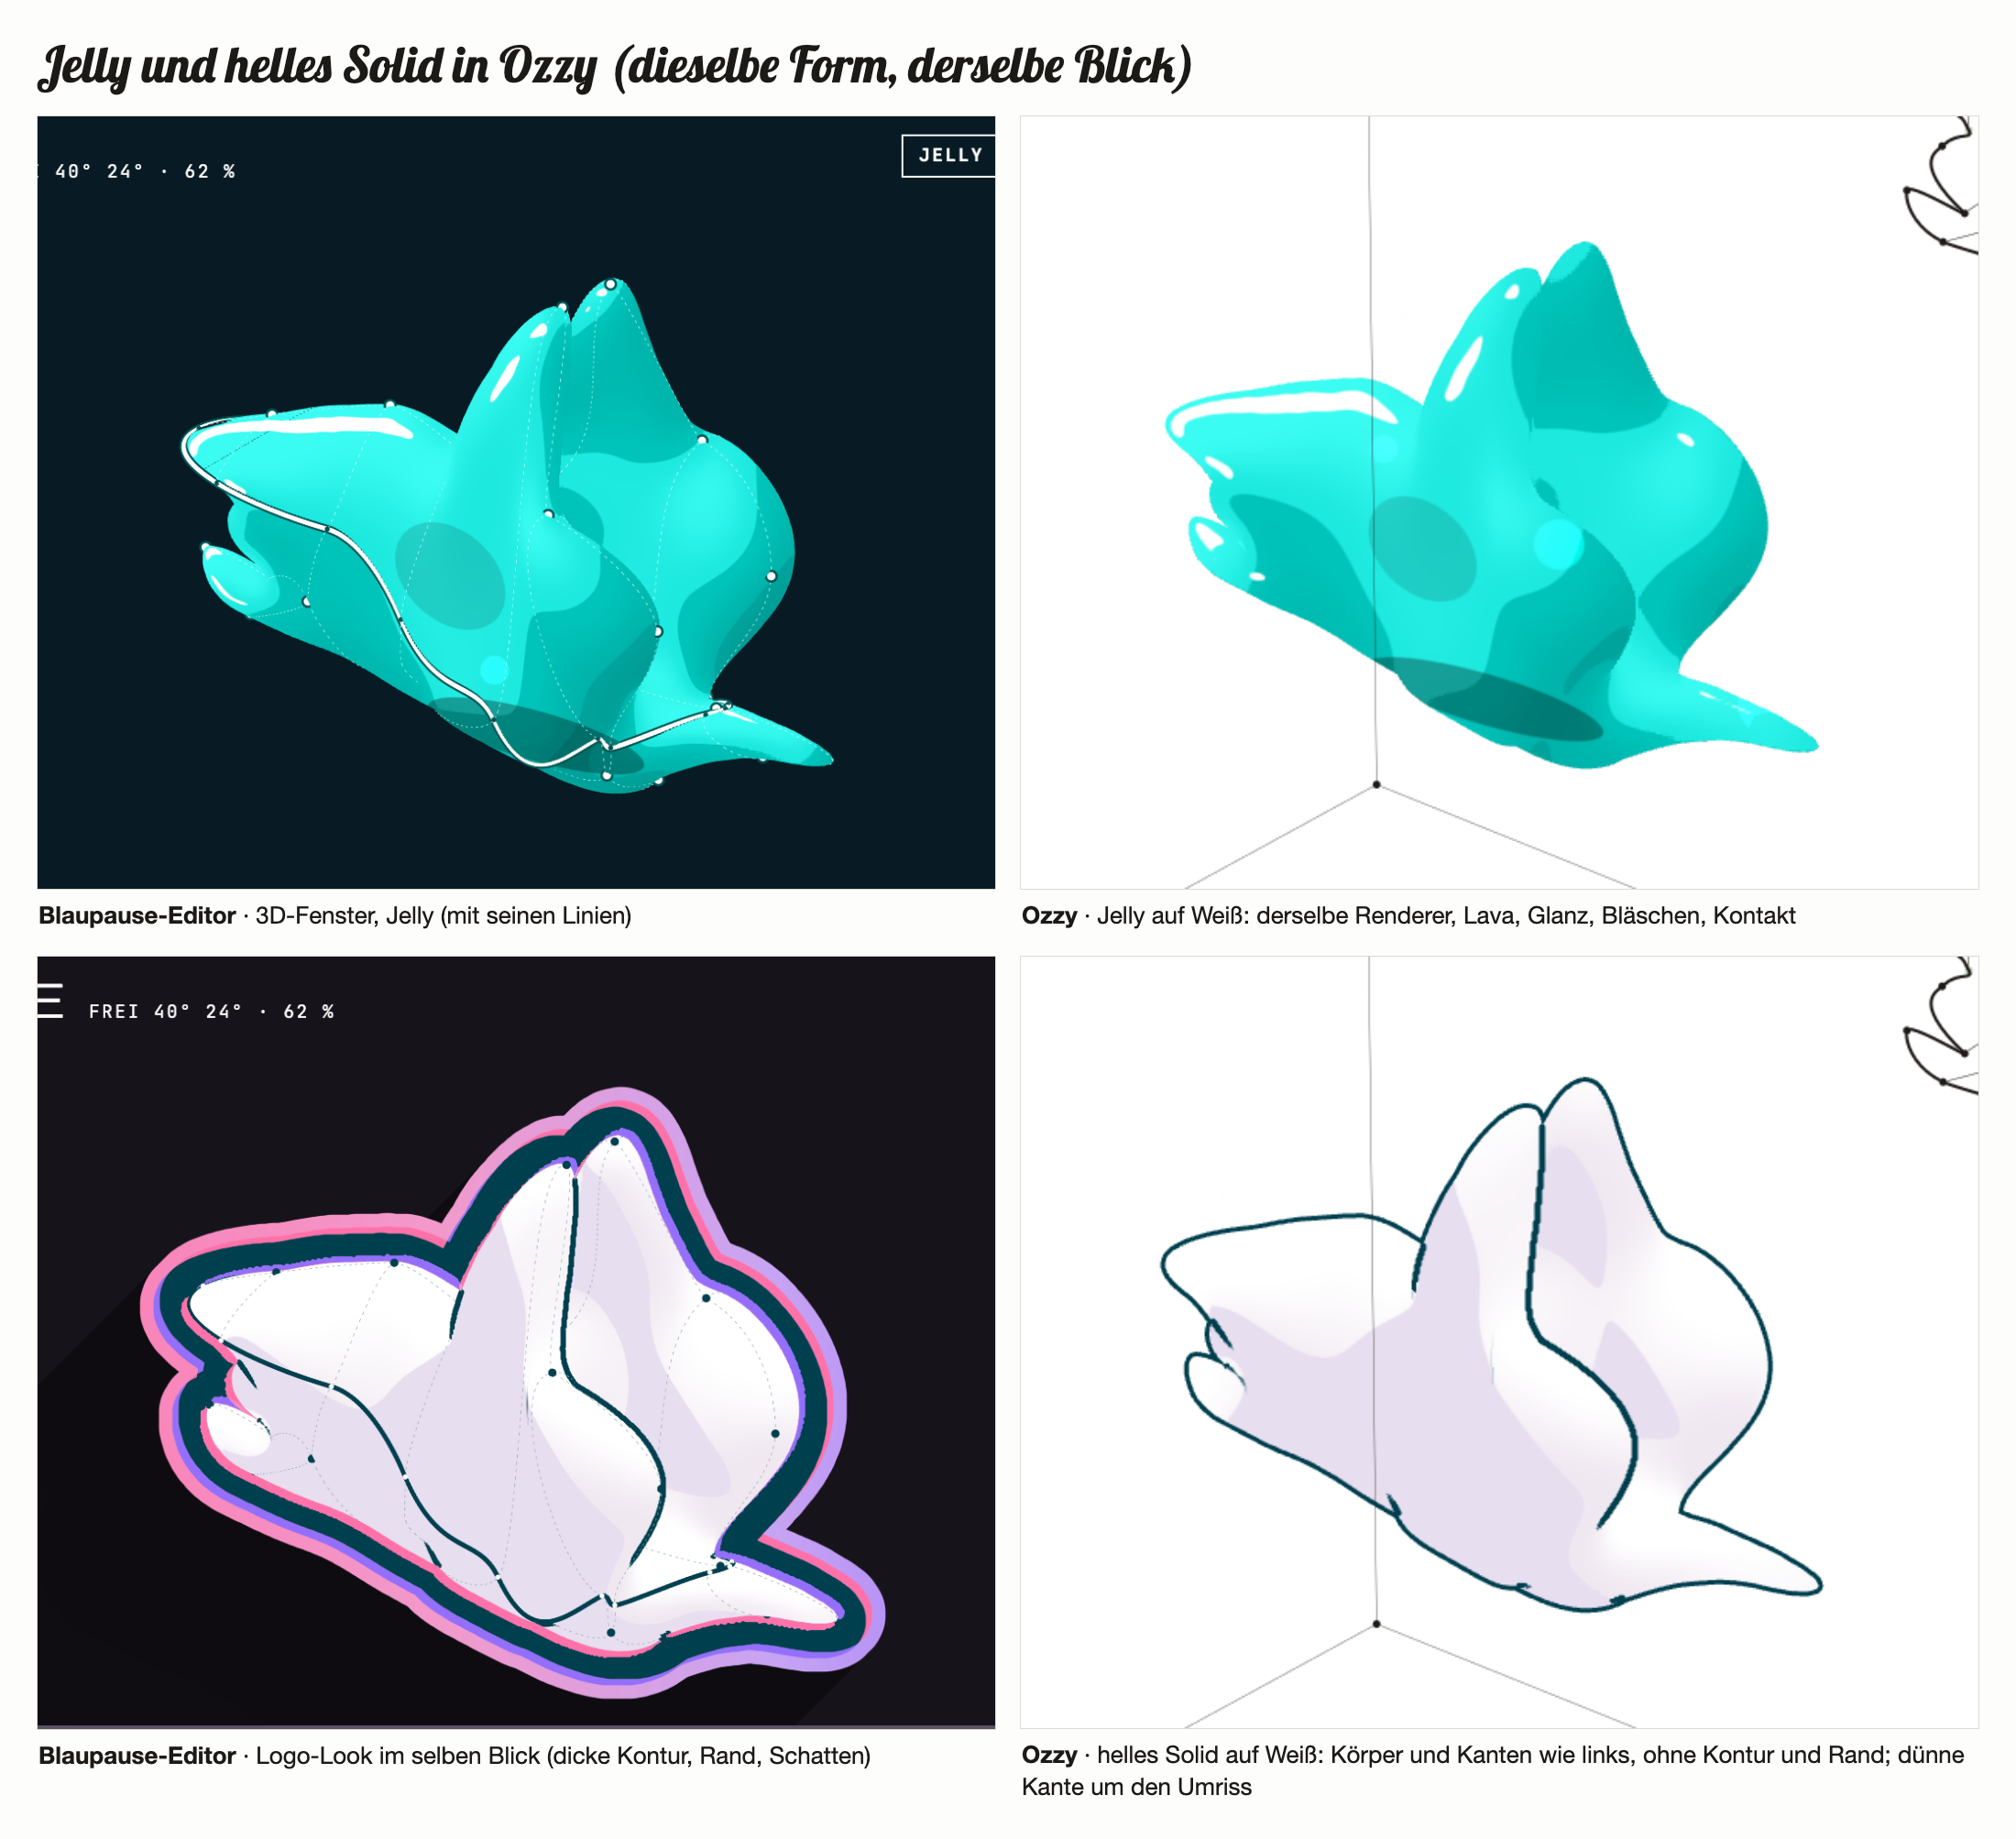 Jelly und helles Solid in Ozzy (dieselbe Form, derselbe Blick)
40° 24° · 62 %
JELLY
Blaupause-Editor · 3D-Fenster, Jelly (mit seinen Linien)
Ozzy · Jelly auf Weiß: derselbe Renderer, Lava, Glanz, Bläschen, Kontakt
FREI 40° 24° · 62 %
Blaupause-Editor · Logo-Look im selben Blick (dicke Kontur, Rand, Schatten)
Ozzy · helles Solid auf Weiß: Körper und Kanten wie links, ohne Kontur und Rand; dünne
Kante um den Umriss